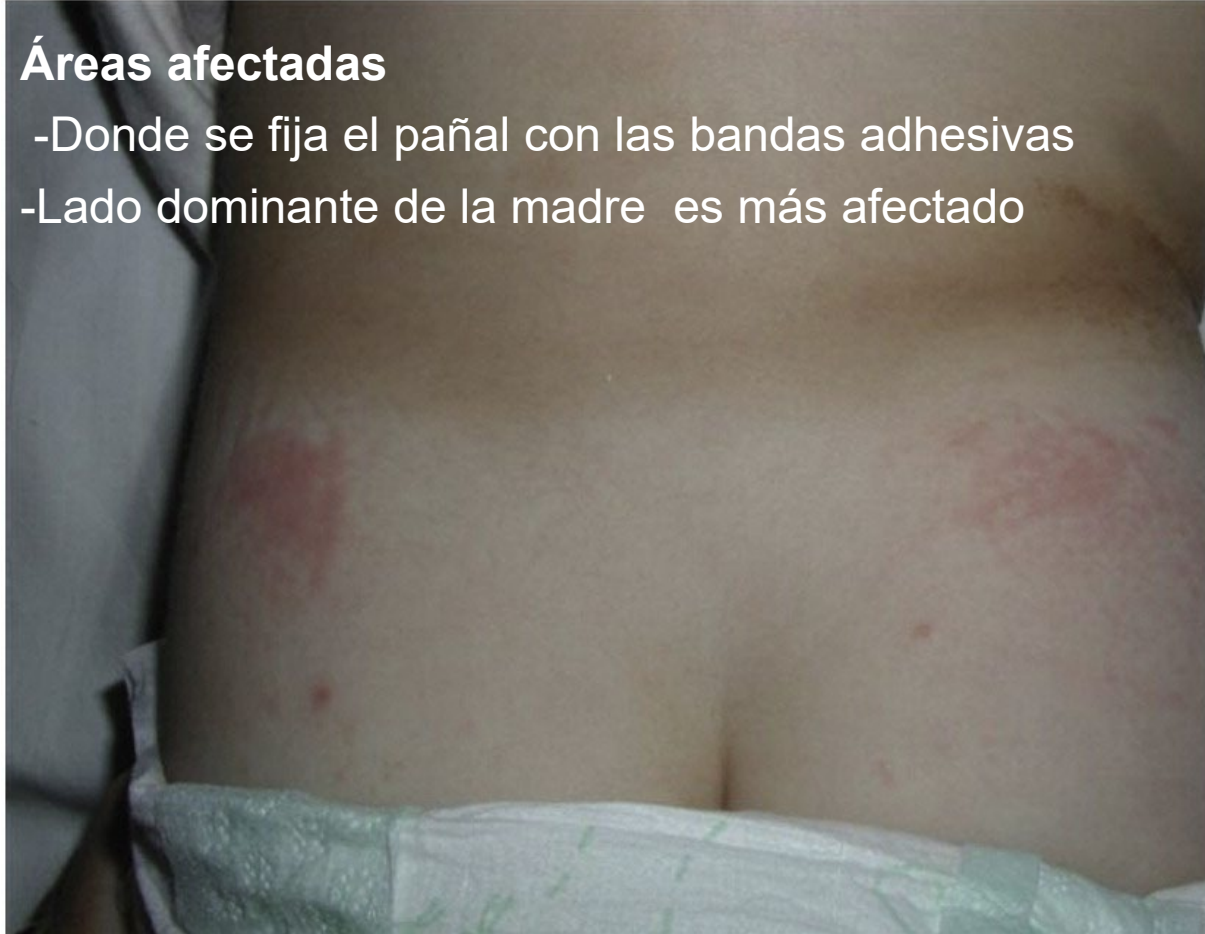 Áreas afectadas
-Donde se fija el pañal con las bandas adhesivas
-Lado dominante de la madre es más afectado